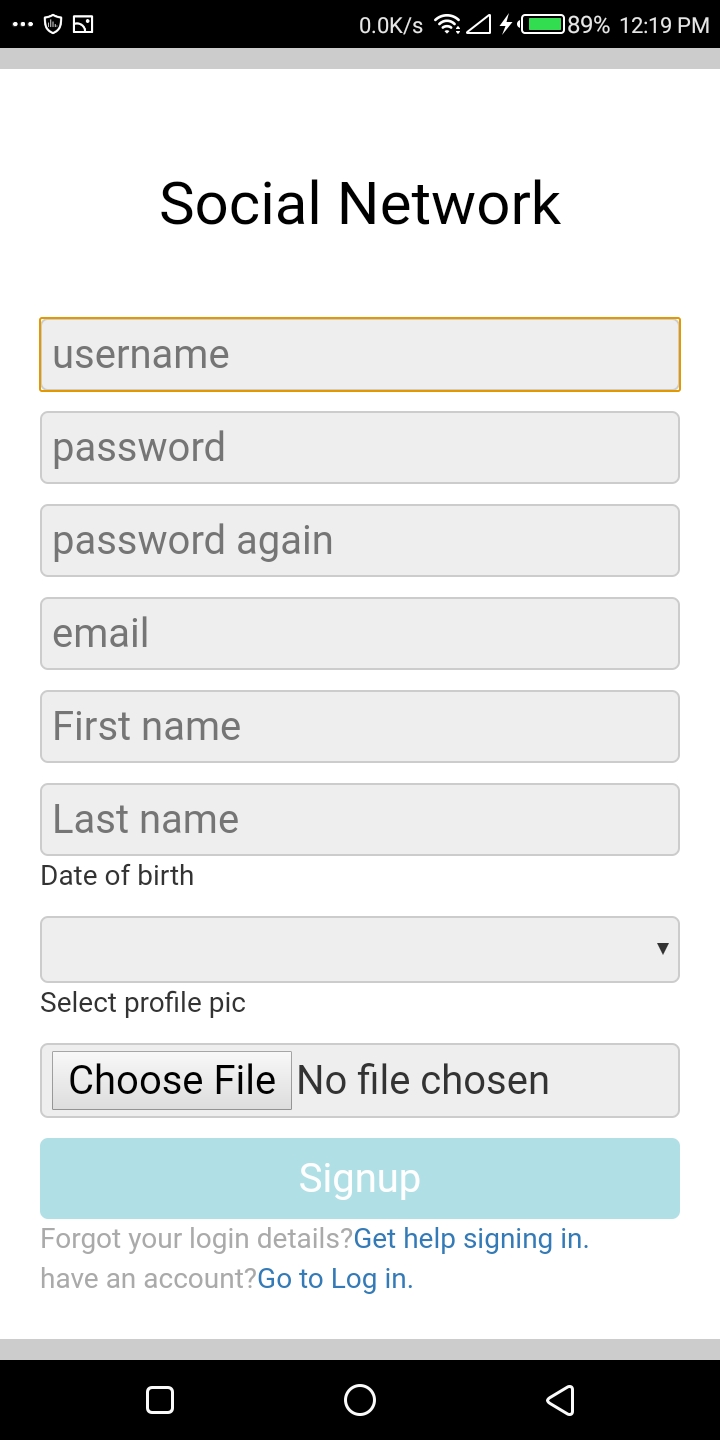 0.0K/s 89% 12:19 PM
Social Network
username
password
password again
email
First name
Last name
Date of birth
Select profile pic
Choose File No file chosen
Signup
Forgot your login details?Get help signing in.
have an account?Go to Log in.